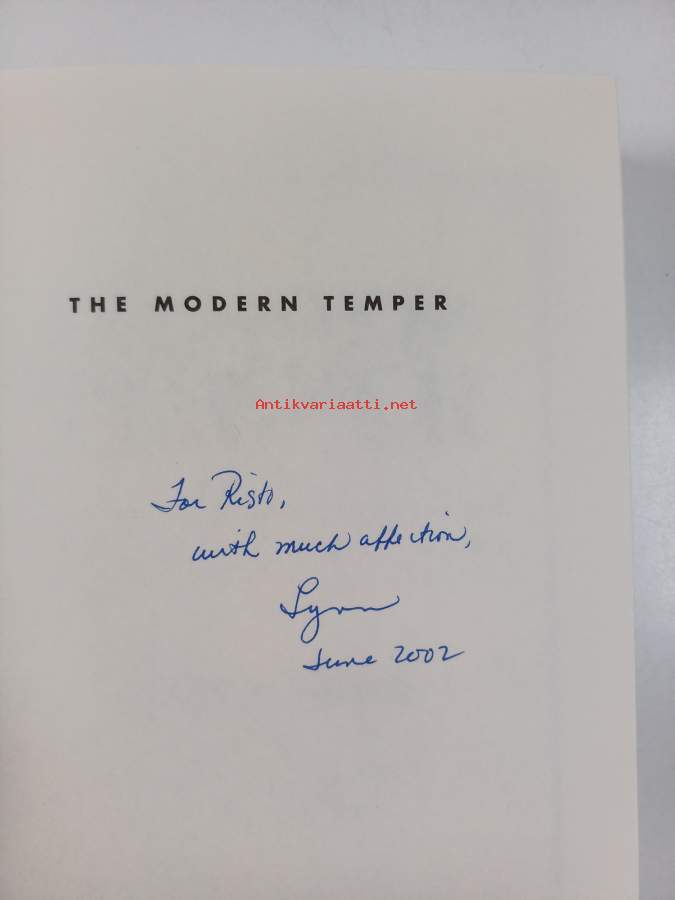 THE MODERN TEMPER
Antikvariaatti.net
For Risto,
with much affection,
Lynn
June 2002